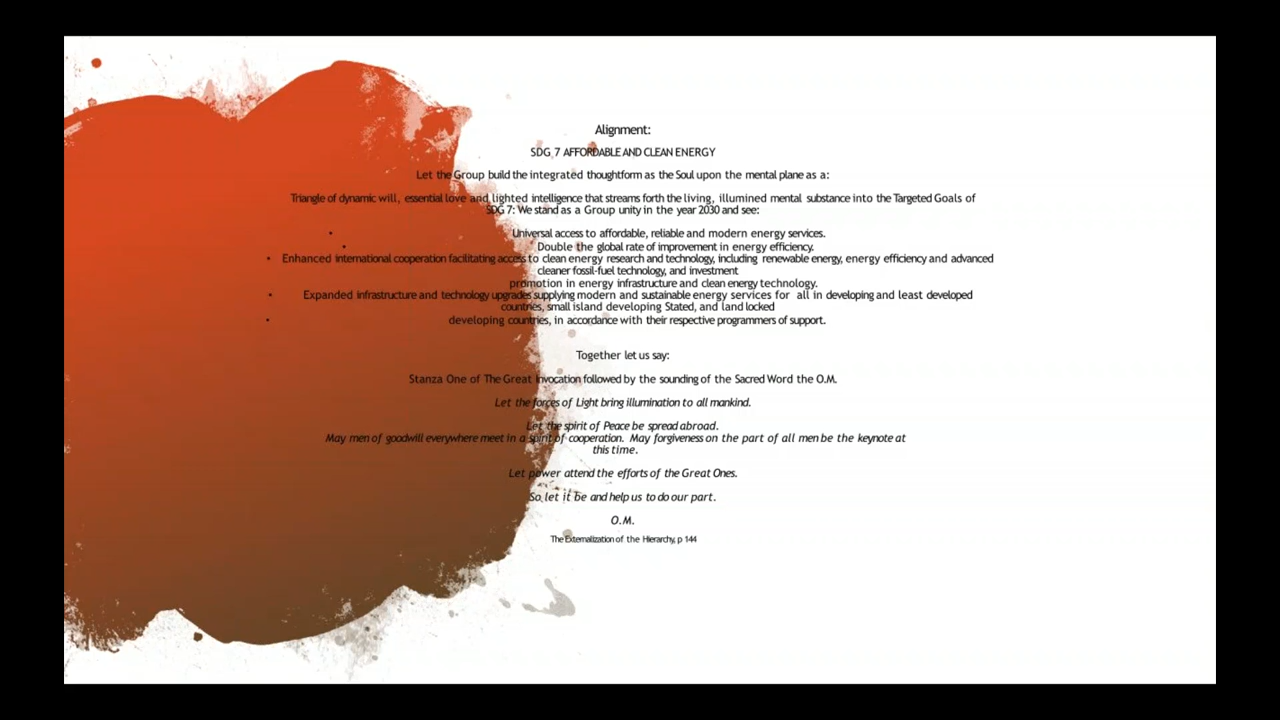 Alignment:
SDG 7 AFFORDABLE AND CLEAN ENERGY
Let the Group build the integrated thoughtform as the Soul upon the mental plane as a:
Triangle of dynamic will, essential love and lighted intelligence that streams forth the living, illumined mental substance into the Targeted Goals of
SDG 7: We stand as a Group unity in the year 2030 and see:
• Universal access to affordable, reliable and modern energy services.
• Double the global rate of improvement in energy efficiency.
• Enhanced international cooperation facilitating access to clean energy research and technology, including renewable energy, energy efficiency and advanced
cleaner fossil-fuel technology, and investment
promotion in energy infrastructure and clean energy technology.
• Expanded infrastructure and technology upgrades supplying modern and sustainable energy services for all in developing and least developed
countries, small island developing Stated, and land locked
• developing countries, in accordance with their respective programmers of support.
Together let us say:
Stanza One of The Great Invocation followed by the sounding of the Sacred Word the O.M.
Let the forces of Light bring illumination to all mankind.
Let the spirit of Peace be spread abroad.
May men of goodwill everywhere meet in a spirit of cooperation. May forgiveness on the part of all men be the keynote at
this time.
Let power attend the efforts of the Great Ones.
So let it be and help us to do our part.
O.M.
The Externalization of the Hierarchy, p 144